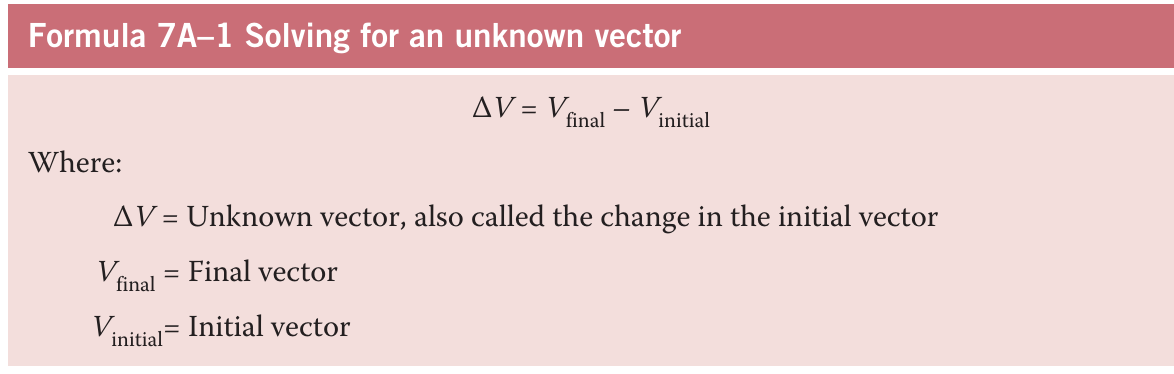 Formula 7A–1 Solving for an unknown vector
ΔV = V_final – V_initial
Where:
ΔV = Unknown vector, also called the change in the initial vector
V_final = Final vector
V_initial= Initial vector